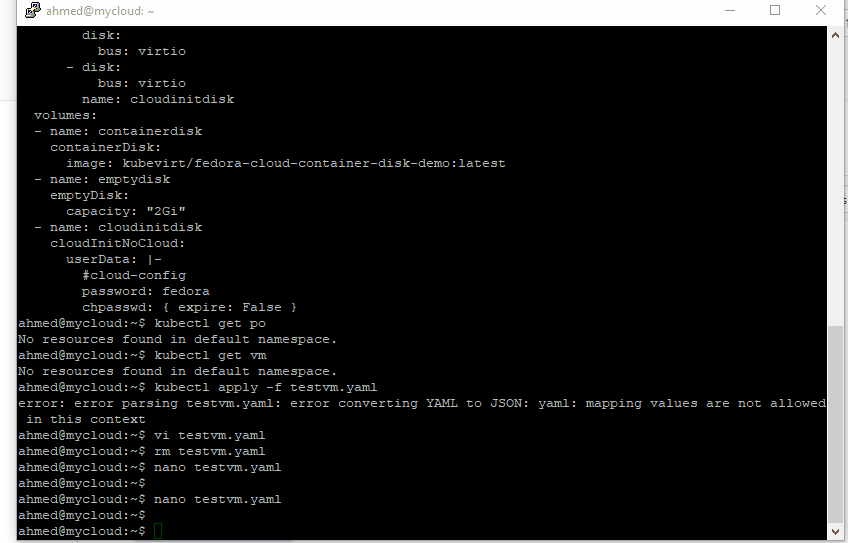 ahmed@mycloud: ~
        disk:
          bus: virtio
      - disk:
          bus: virtio
        name: cloudinitdisk
  volumes:
  - name: containerdisk
    containerDisk:
      image: kubevirt/fedora-cloud-container-disk-demo:latest
  - name: emptydisk
    emptyDisk:
      capacity: "2Gi"
  - name: cloudinitdisk
    cloudInitNoCloud:
      userData: |-
        #cloud-config
        password: fedora
        chpasswd: { expire: False }
ahmed@mycloud:~$ kubectl get po
No resources found in default namespace.
ahmed@mycloud:~$ kubectl get vm
No resources found in default namespace.
ahmed@mycloud:~$ kubectl apply -f testvm.yaml
error: error parsing testvm.yaml: error converting YAML to JSON: yaml: mapping values are not allowed
 in this context
ahmed@mycloud:~$ vi testvm.yaml
ahmed@mycloud:~$ rm testvm.yaml
ahmed@mycloud:~$ nano testvm.yaml
ahmed@mycloud:~$
ahmed@mycloud:~$ nano testvm.yaml
ahmed@mycloud:~$
ahmed@mycloud:~$